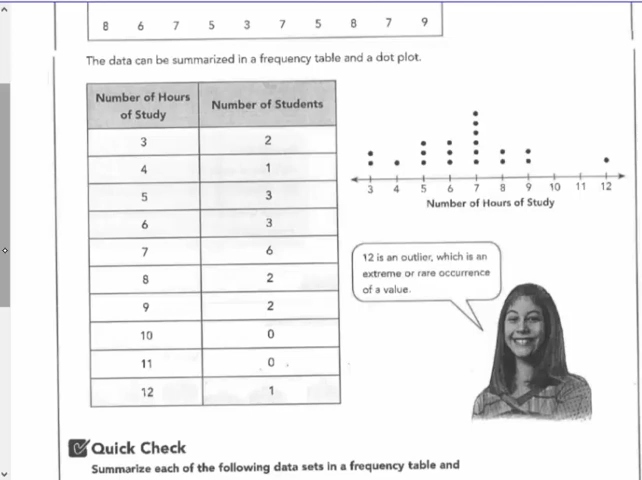 8 6 7 5 3 7 5 8 7 9
The data can be summarized in a frequency table and a dot plot.
Number of Hours of Study Number of Students
3 2
4 1
5 3
6 3
7 6
8 2
9 2
10 0
11 0
12 1
3 4 5 6 7 8 9 10 11 12
Number of Hours of Study
12 is an outlier, which is an
extreme or rare occurrence
of a value.
Quick Check
Summarize each of the following data sets in a frequency table and